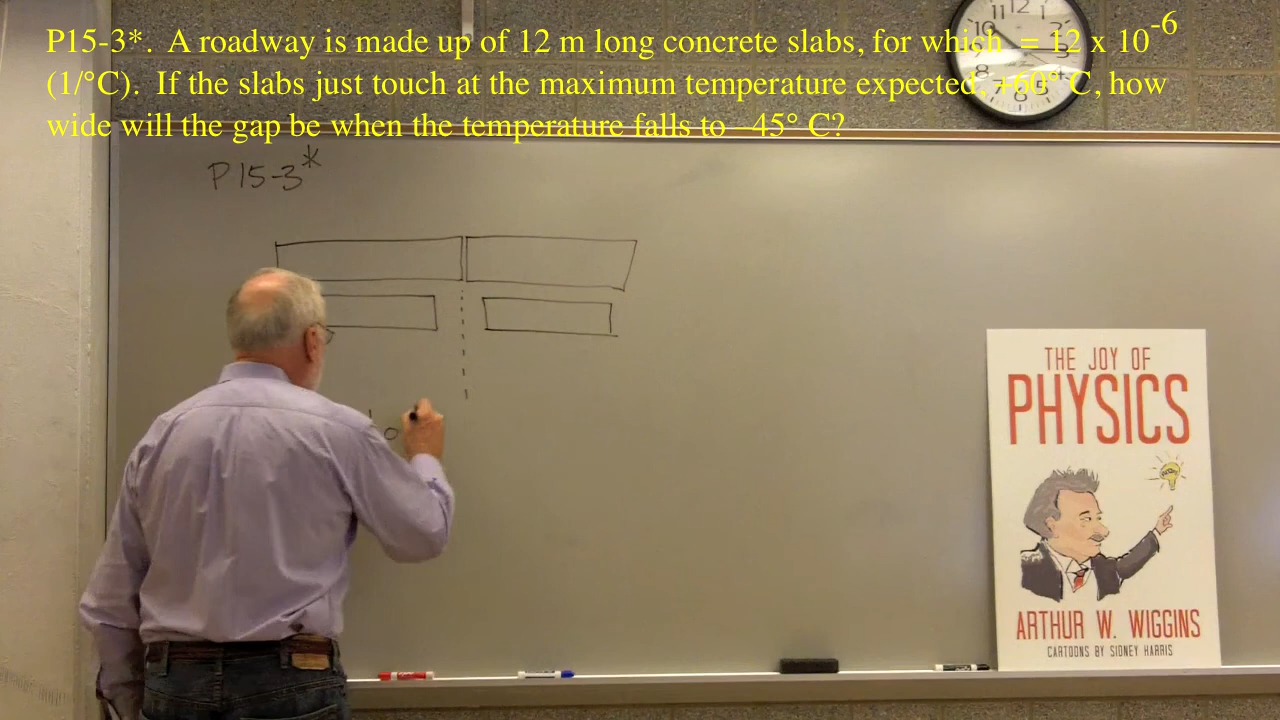 P15-3*. A roadway is made up of 12 m long concrete slabs, for which = 12 x 10^-6
(1/°C). If the slabs just touch at the maximum temperature expected, +60° C, how
wide will the gap be when the temperature falls to –45° C?
P15-3*
THE JOY OF
PHYSICS
ARTHUR W. WIGGINS
CARTOONS BY SIDNEY HARRIS